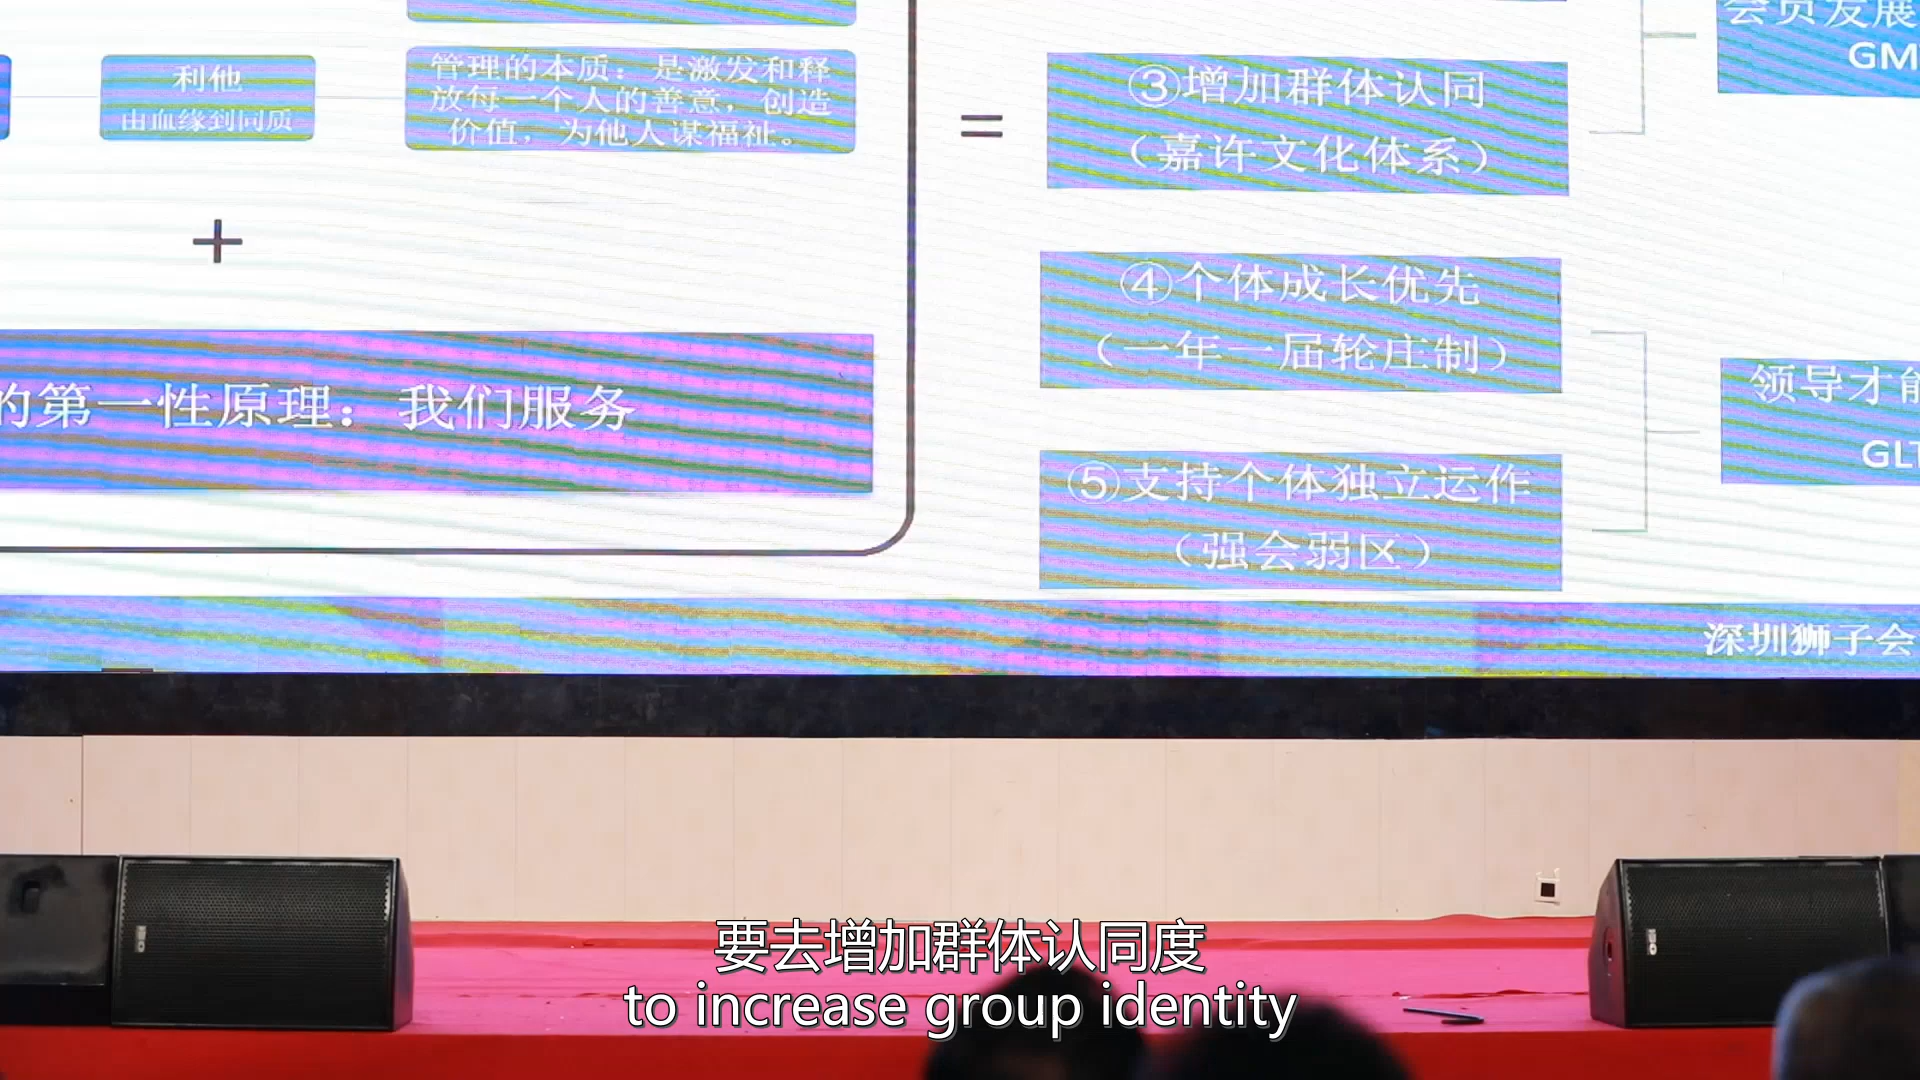 利他
由血缘到同质
管理的本质：是激发和释
放每一个人的善意，创造
价值，为他人谋福祉。
+
的第一性原理：我们服务
=
③增加群体认同
（嘉许文化体系）
④个体成长优先
（一年一届轮庄制）
⑤支持个体独立运作
（强会弱区）
会员发展
GM
领导才能
GLT
深圳狮子会
要去增加群体认同度
to increase group identity